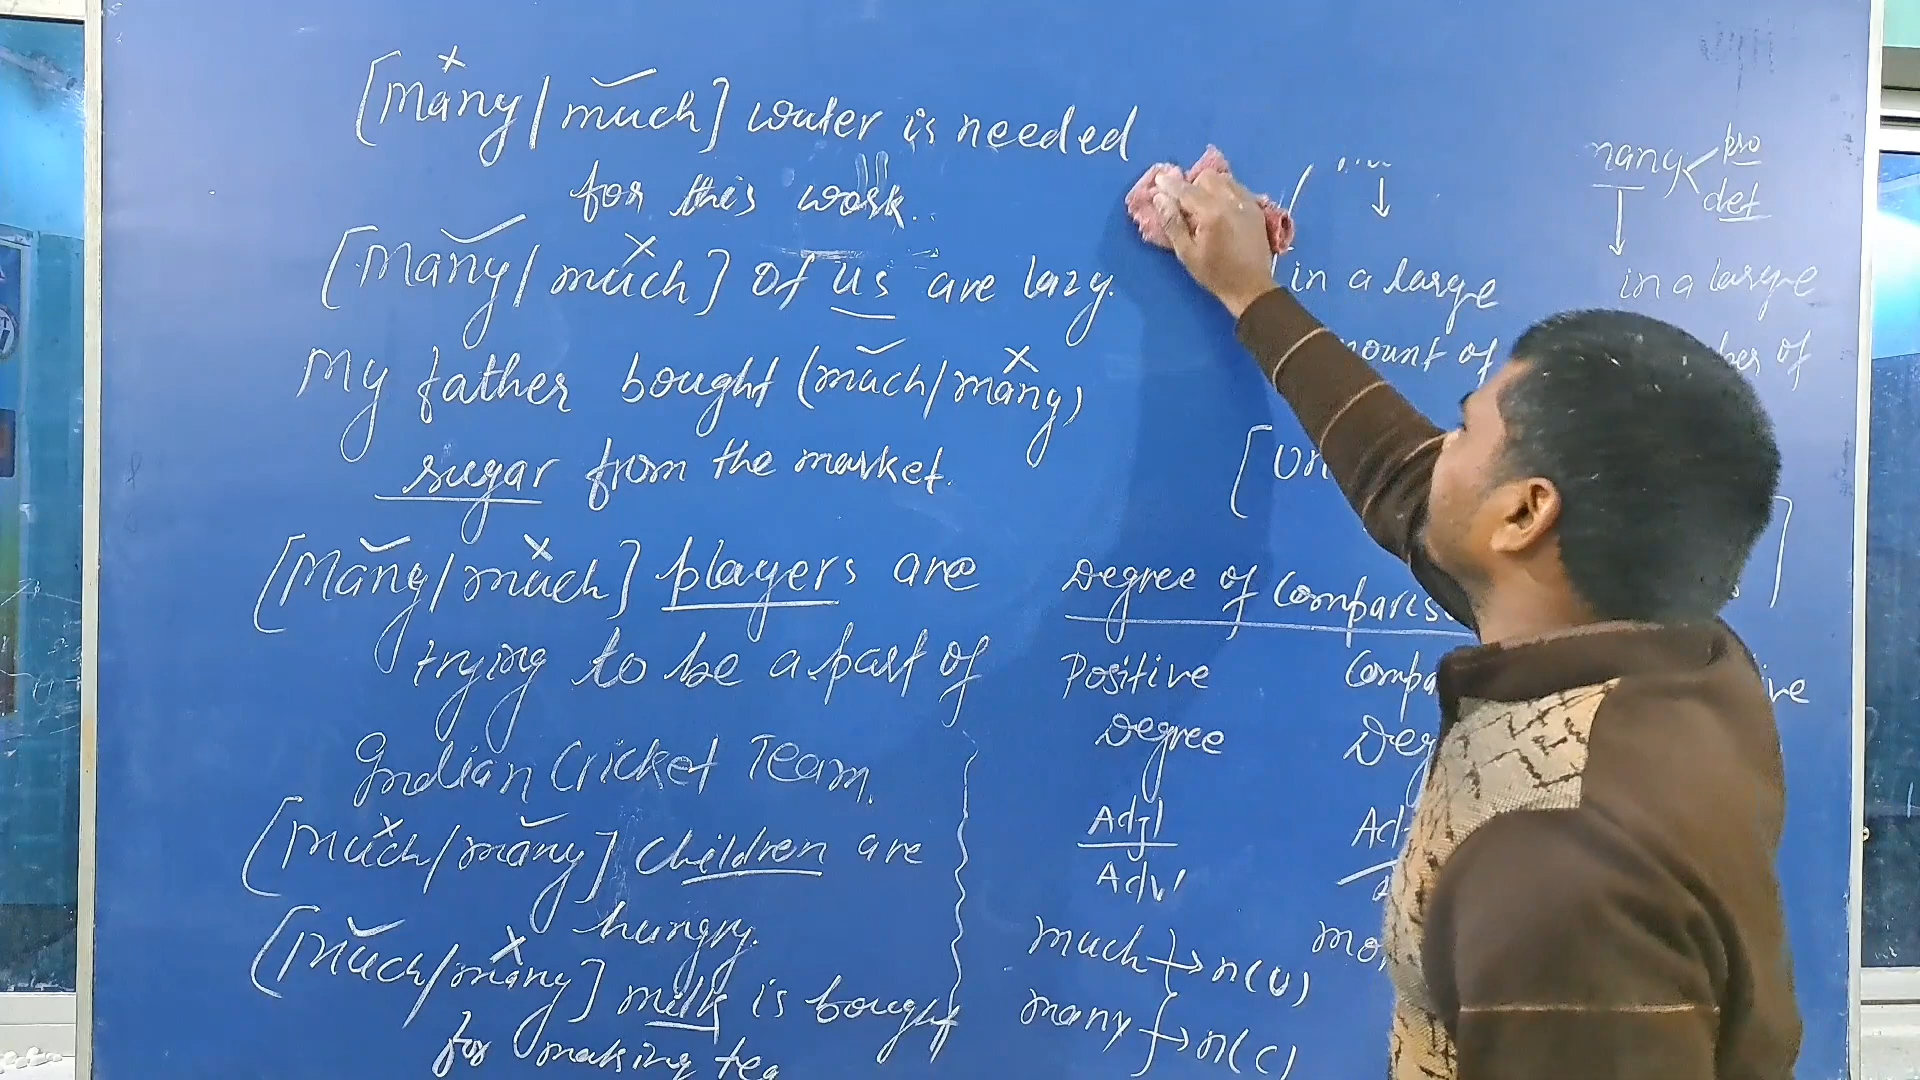 [Many/much] water is needed
for this work.
[Many/much] of us are lazy.
My father bought (much/many)
sugar from the market.
[Many/much] players are
trying to be a part of
Indian Cricket Team.
[Much/many] children are
hungry.
[Much/many] milk is bought
for making tea
many pro
det
in a large
in a large
of
of
Degree of
Positive
Degree
Adj
Adv
much → n(U)
many → n(C)